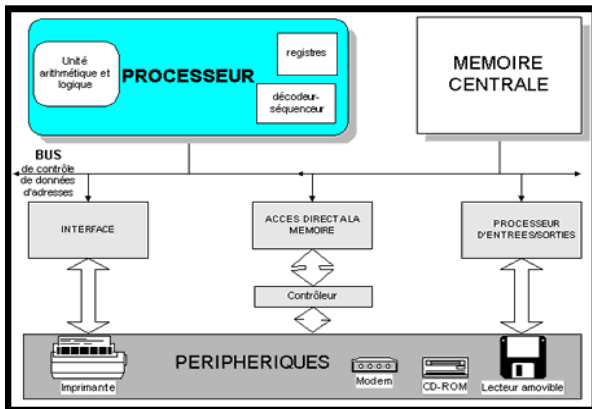 Unité
arithmétique et
logique
PROCESSEUR
registres
décodeur-
séquenceur
MEMOIRE
CENTRALE
BUS
de contrôle
de données
d'adresses
INTERFACE
ACCES DIRECT A LA
MEMOIRE
PROCESSEUR
D'ENTREES/SORTIES
Contrôleur
PERIPHERIQUES
Imprimante
Modem
CD-ROM
Lecteur amovible